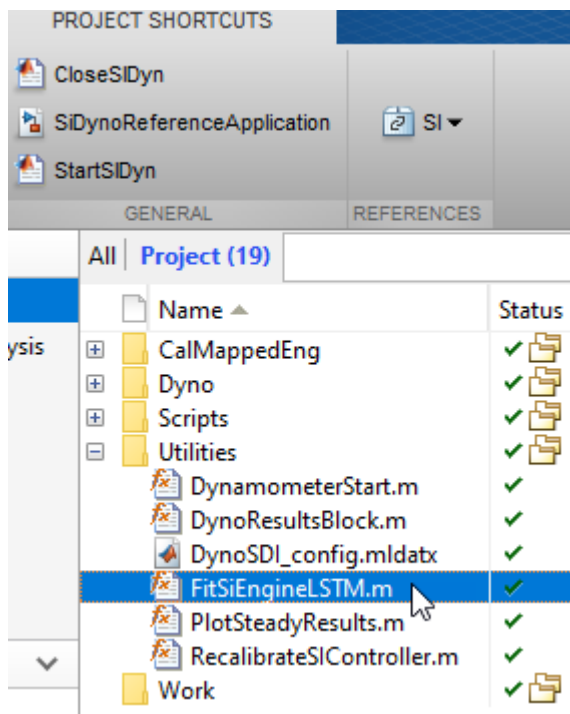 PROJECT SHORTCUTS
CloseSIDyn
SiDynoReferenceApplication
StartSIDyn
SI
GENERAL
REFERENCES
All Project (19)
Name Status
ysis
CalMappedEng
Dyno
Scripts
Utilities
DynamometerStart.m
DynoResultsBlock.m
DynoSDI_config.mldatx
FitSiEngineLSTM.m
PlotSteadyResults.m
RecalibrateSIController.m
Work